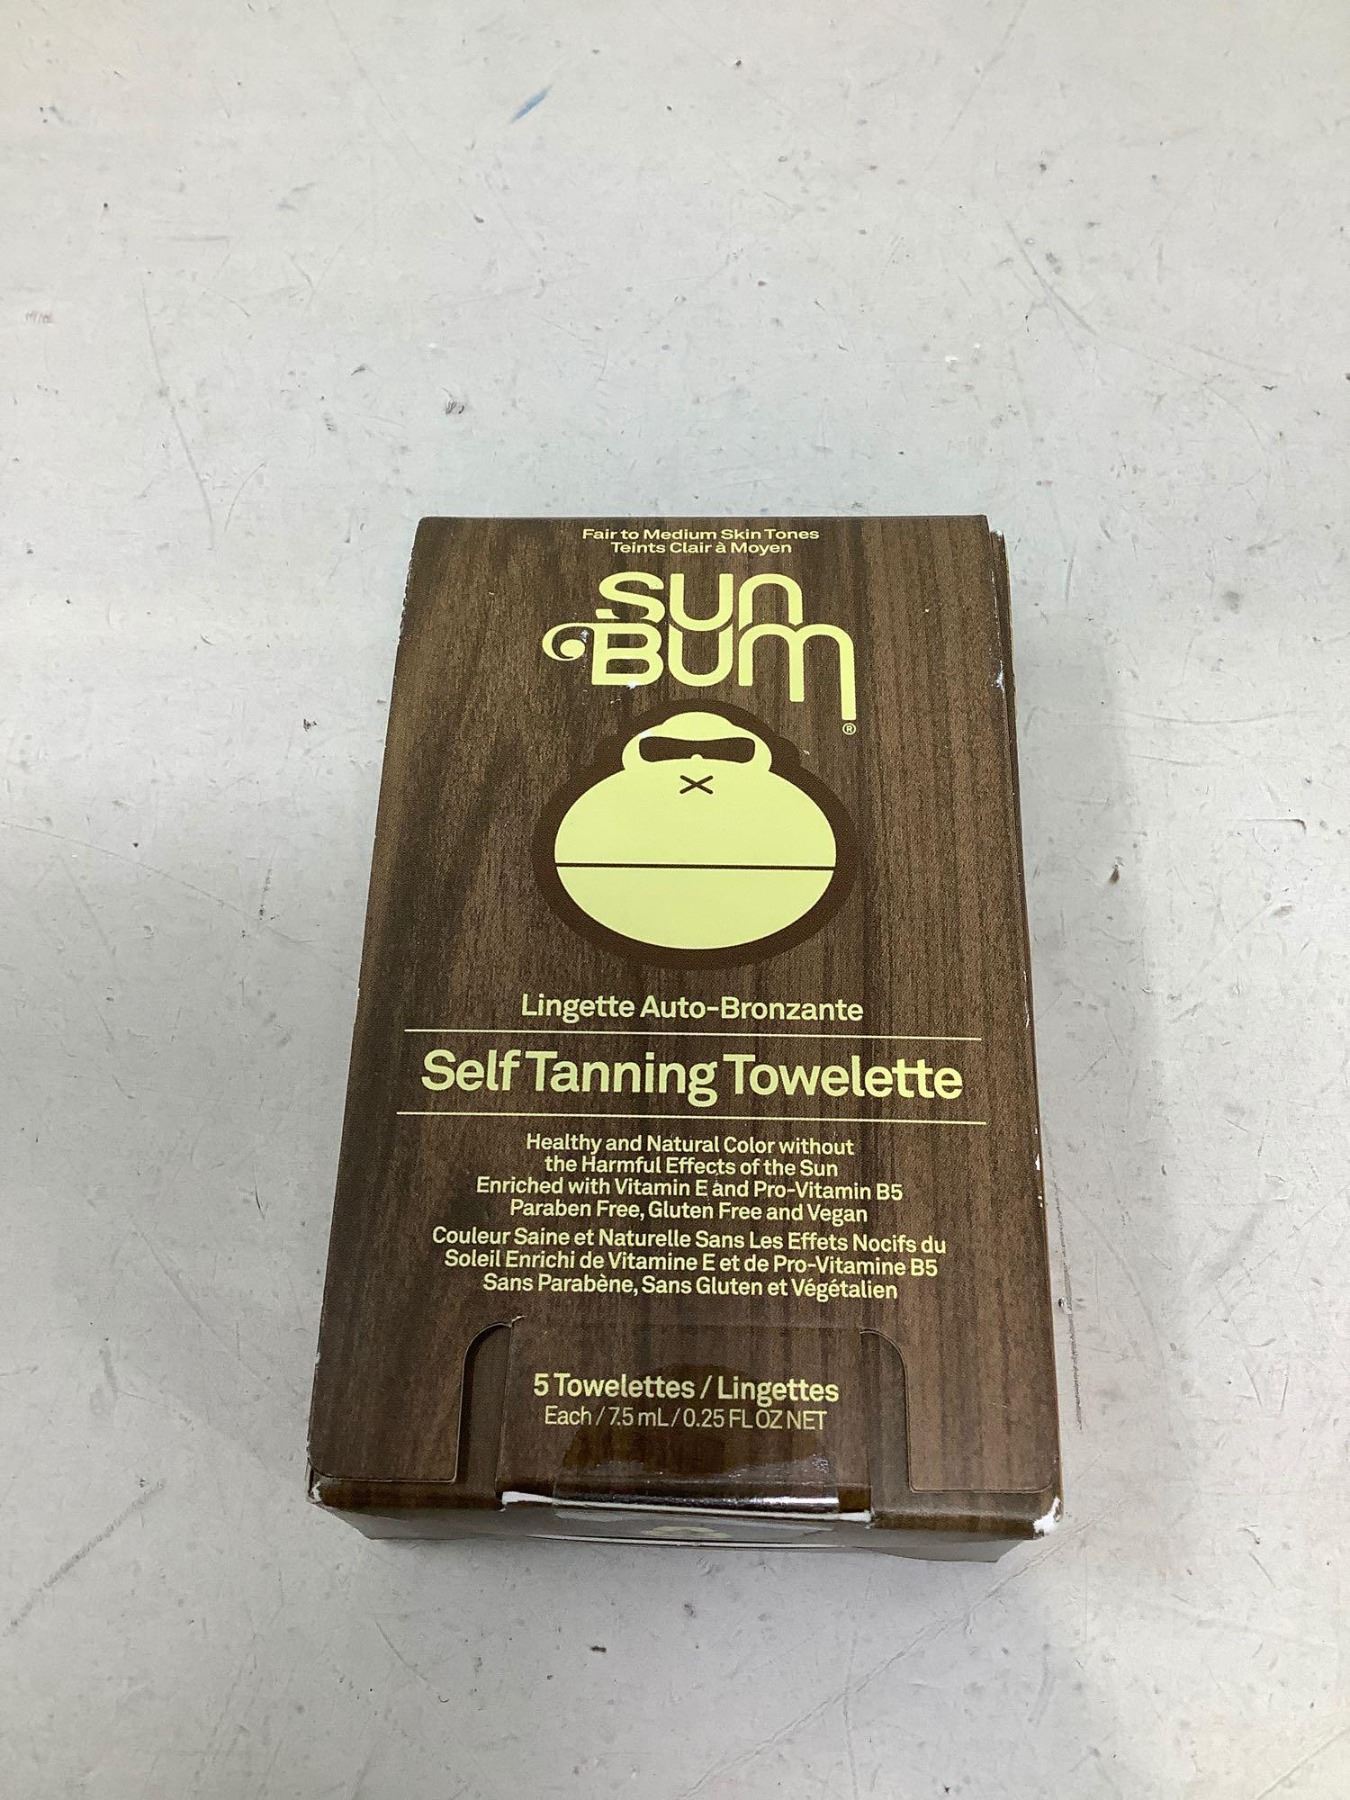 Fair to Medium Skin Tones
Teints Clair à Moyen
sun
Bum
®
Lingette Auto-Bronzante
Self Tanning Towelette
Healthy and Natural Color without
the Harmful Effects of the Sun
Enriched with Vitamin E and Pro-Vitamin B5
Paraben Free, Gluten Free and Vegan
Couleur Saine et Naturelle Sans Les Effets Nocifs du
Soleil Enrichi de Vitamine E et de Pro-Vitamine B5
Sans Parabène, Sans Gluten et Végétalien
5 Towelettes / Lingettes
Each / 7.5 mL / 0.25 FL OZ NET